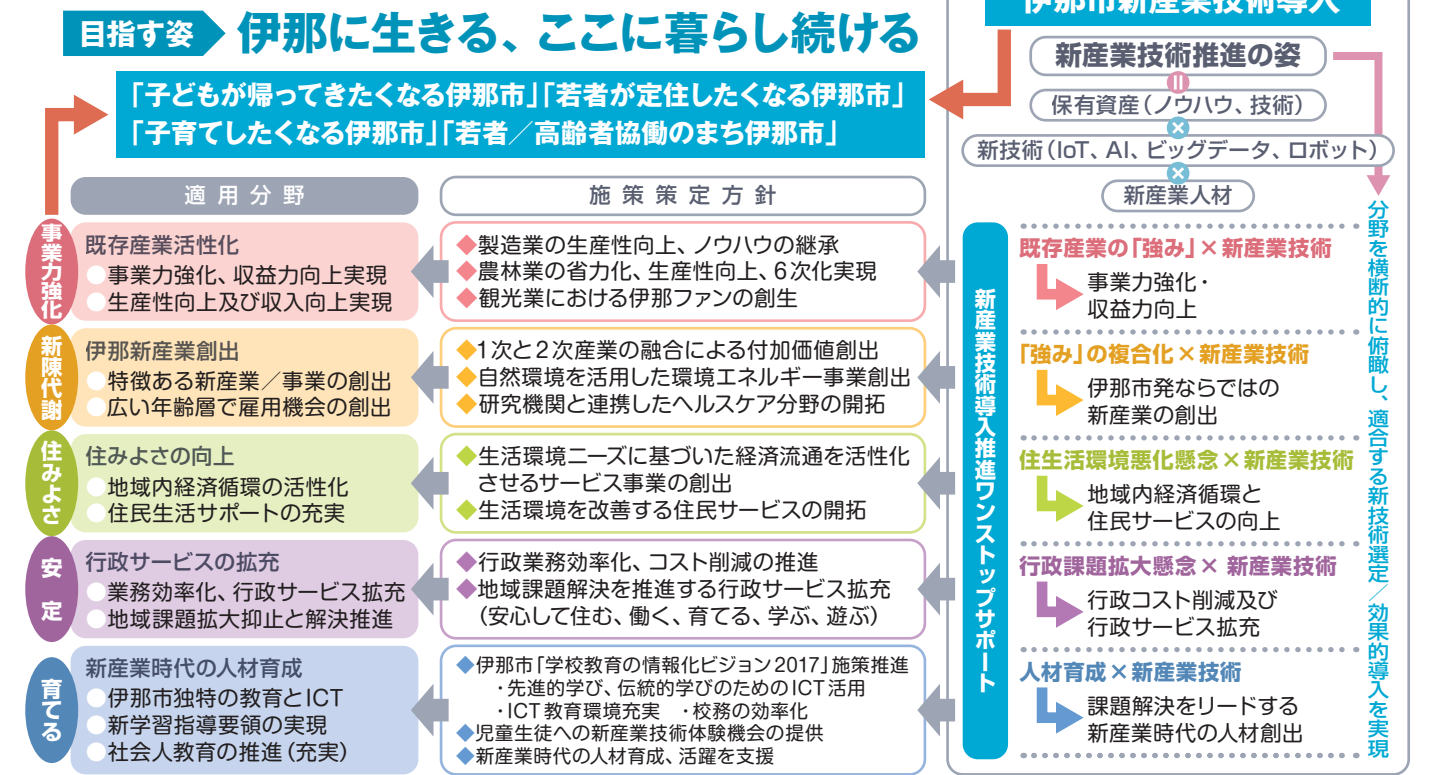 目指す姿
伊那に生きる、ここに暮らし続ける
「子どもが帰ってきたくなる伊那市」「若者が定住したくなる伊那市」
「子育てしたくなる伊那市」「若者／高齢者協働のまち伊那市」
適用分野
施策策定方針
事業力強化
既存産業活性化
●事業力強化、収益力向上実現
●生産性向上及び収入向上実現
◆製造業の生産性向上、ノウハウの継承
◆農林業の省力化、生産性向上、6次化実現
◆観光業における伊那ファンの創生
新陳代謝
伊那新産業創出
●特徴ある新産業／事業の創出
●広い年齢層で雇用機会の創出
◆1次と2次産業の融合による付加価値創出
◆自然環境を活用した環境エネルギー事業創出
◆研究機関と連携したヘルスケア分野の開拓
住みよさ
住みよさの向上
●地域内経済循環の活性化
●住民生活サポートの充実
◆生活環境ニーズに基づいた経済流通を活性化
させるサービス事業の創出
◆生活環境を改善する住民サービスの開拓
安定
行政サービスの拡充
●業務効率化、行政サービス拡充
●地域課題拡大抑止と解決推進
◆行政業務効率化、コスト削減の推進
◆地域課題解決を推進する行政サービス拡充
（安心して住む、働く、育てる、学ぶ、遊ぶ）
育てる
新産業時代の人材育成
●伊那市独特の教育とICT
●新学習指導要領の実現
●社会人教育の推進（充実）
◆伊那市「学校教育の情報化ビジョン2017」施策推進
・先進的学び、伝統的学びのためのICT活用
・ICT教育環境充実　・校務の効率化
◆児童生徒への新産業技術体験機会の提供
◆新産業時代の人材育成、活躍を支援
伊那市新産業技術導入
新産業技術推進の姿
＝
保有資産（ノウハウ、技術）
×
新技術（IoT、AI、ビッグデータ、ロボット）
×
新産業人材
新産業技術導入推進ワンストップサポート
既存産業の「強み」×新産業技術
事業力強化・
収益力向上
「強み」の複合化×新産業技術
伊那市発ならではの
新産業の創出
住生活環境悪化懸念×新産業技術
地域内経済循環と
住民サービスの向上
行政課題拡大懸念× 新産業技術
行政コスト削減及び
行政サービス拡充
人材育成×新産業技術
課題解決をリードする
新産業時代の人材創出
分野を横断的に俯瞰し、適合する新技術選定／効果的導入を実現